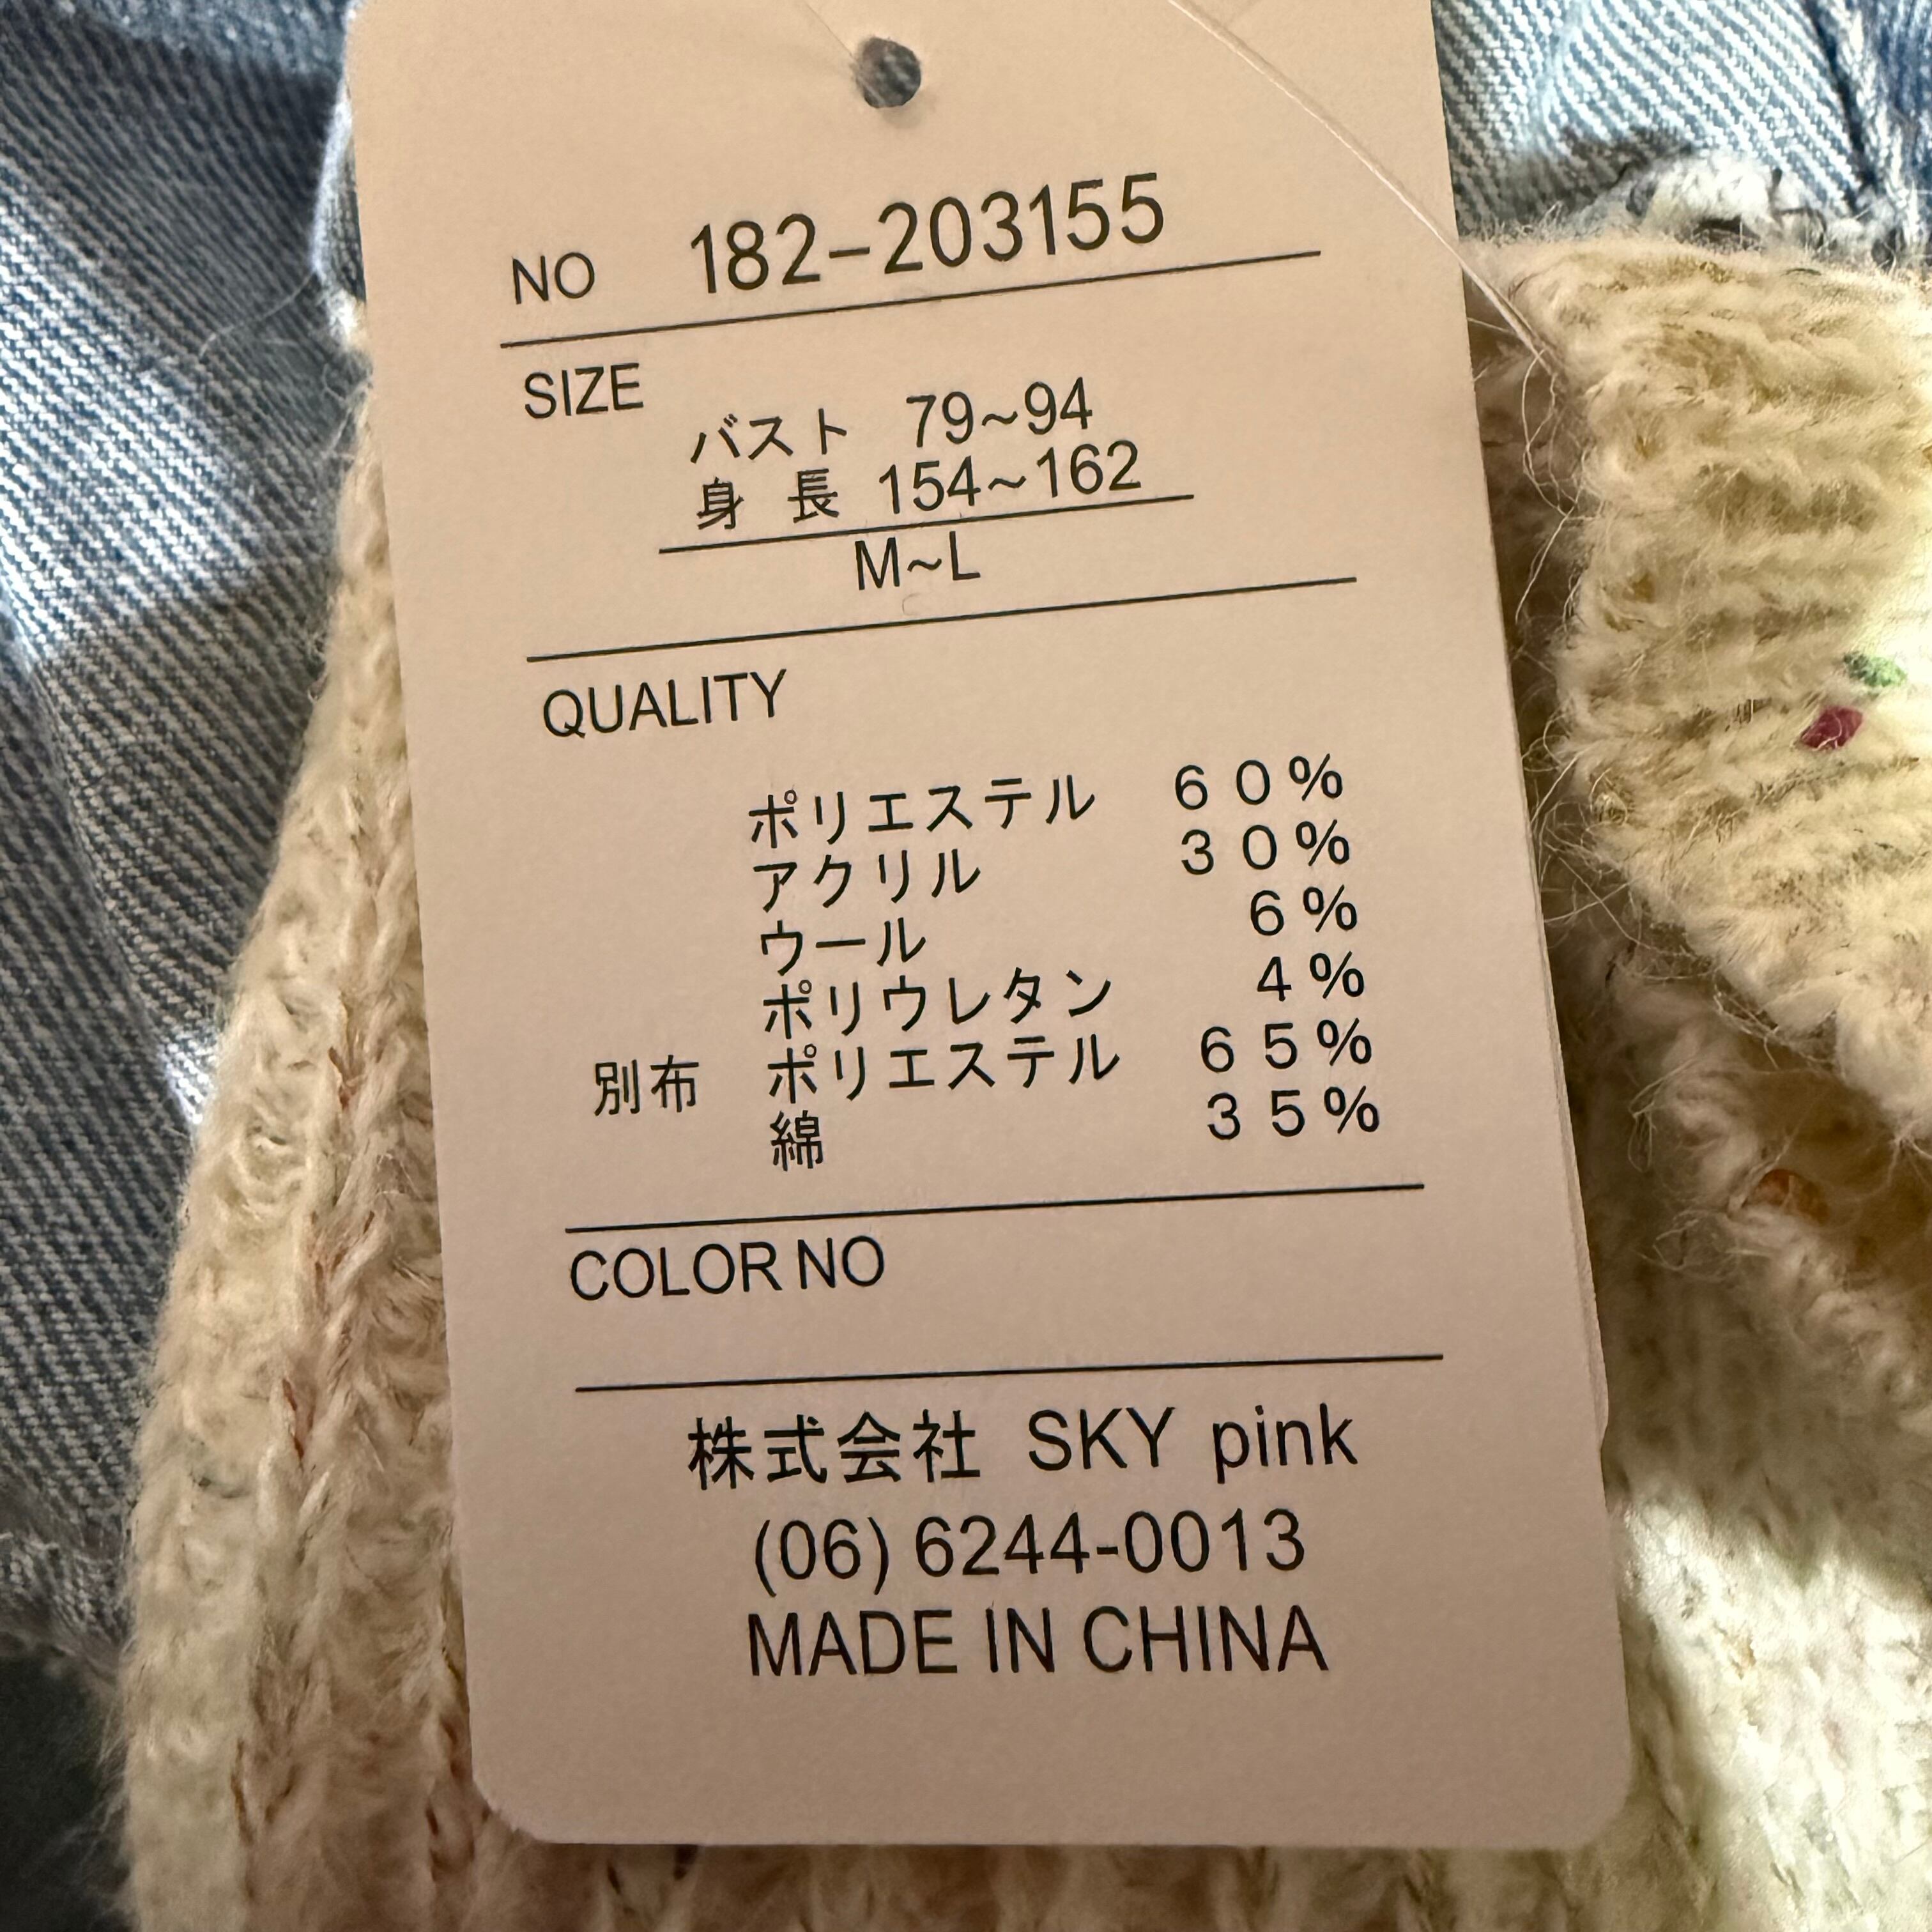 NO 182-203155
SIZE
バスト 79~94
身 長 154~162
M~L
QUALITY
ポリエステル 60%
アクリル 30%
ウール 6%
ポリウレタン 4%
別布 ポリエステル 65%
綿 35%
COLOR NO
株式会社 SKY pink
(06) 6244-0013
MADE IN CHINA